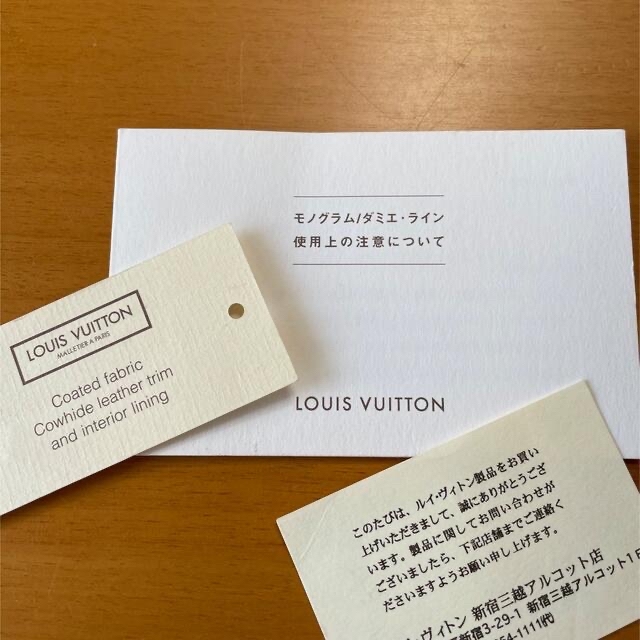 モノグラム/ダミエ・ライン
使用上の注意について
LOUIS VUITTON
LOUIS VUITTON
MALLETIER A PARIS
Coated fabric
Cowhide leather trim
and interior lining
このたびは、ルイ・ヴィトン製品をお買い
上げいただきまして、誠にありがとうござ
います。製品に関してお問い合わせが
ございましたら、下記店舗までご連絡く
ださいますようお願い申し上げます。
ヴィトン 新宿三越アルコット店
新宿3-29-1 新宿三越アルコット1
54-1111㈹